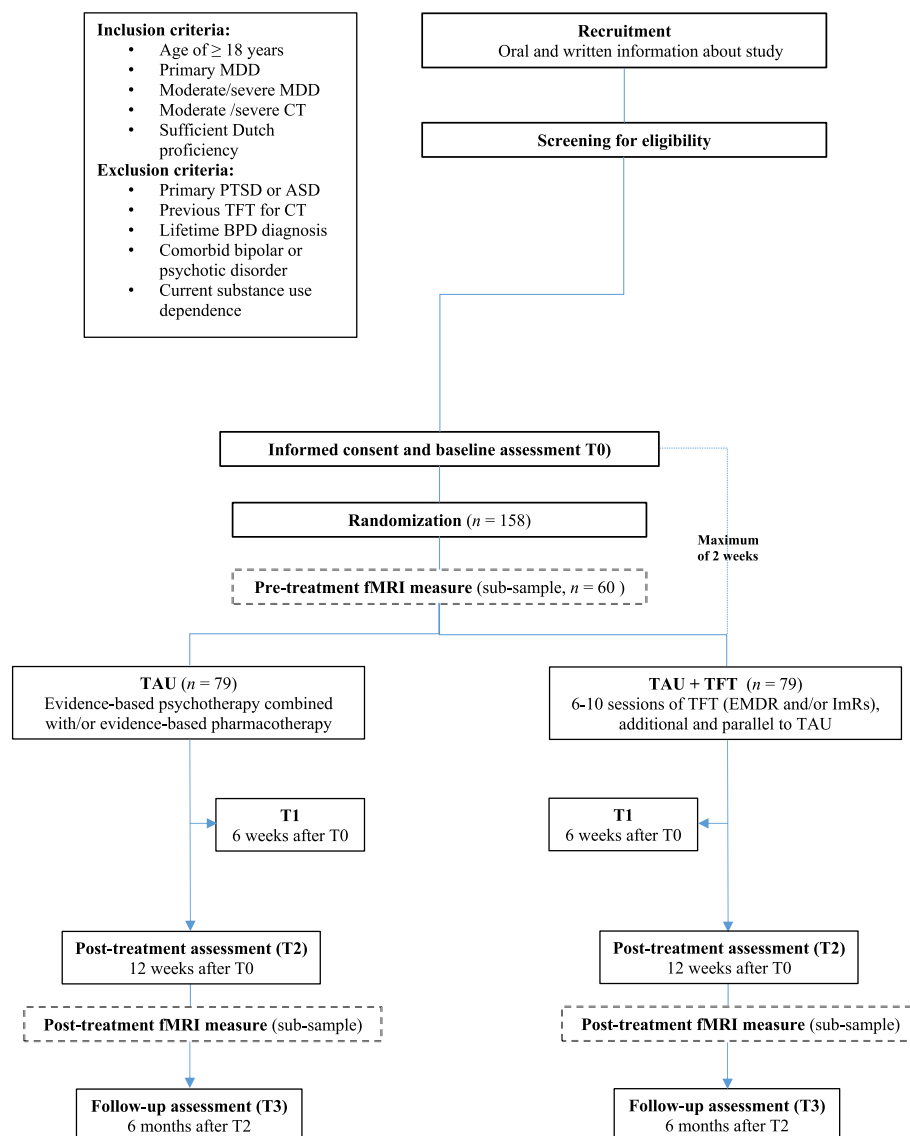 Inclusion criteria:
• Age of ≥ 18 years
• Primary MDD
• Moderate/severe MDD
• Moderate /severe CT
• Sufficient Dutch
proficiency
Exclusion criteria:
• Primary PTSD or ASD
• Previous TFT for CT
• Lifetime BPD diagnosis
• Comorbid bipolar or
psychotic disorder
• Current substance use
dependence
Recruitment
Oral and written information about study
Screening for eligibility
Informed consent and baseline assessment T0)
Randomization (n = 158)
Maximum
of 2 weeks
Pre-treatment fMRI measure (sub-sample, n = 60 )
TAU (n = 79)
Evidence-based psychotherapy combined
with/or evidence-based pharmacotherapy
TAU + TFT (n = 79)
6-10 sessions of TFT (EMDR and/or ImRs),
additional and parallel to TAU
T1
6 weeks after T0
T1
6 weeks after T0
Post-treatment assessment (T2)
12 weeks after T0
Post-treatment assessment (T2)
12 weeks after T0
Post-treatment fMRI measure (sub-sample)
Post-treatment fMRI measure (sub-sample)
Follow-up assessment (T3)
6 months after T2
Follow-up assessment (T3)
6 months after T2